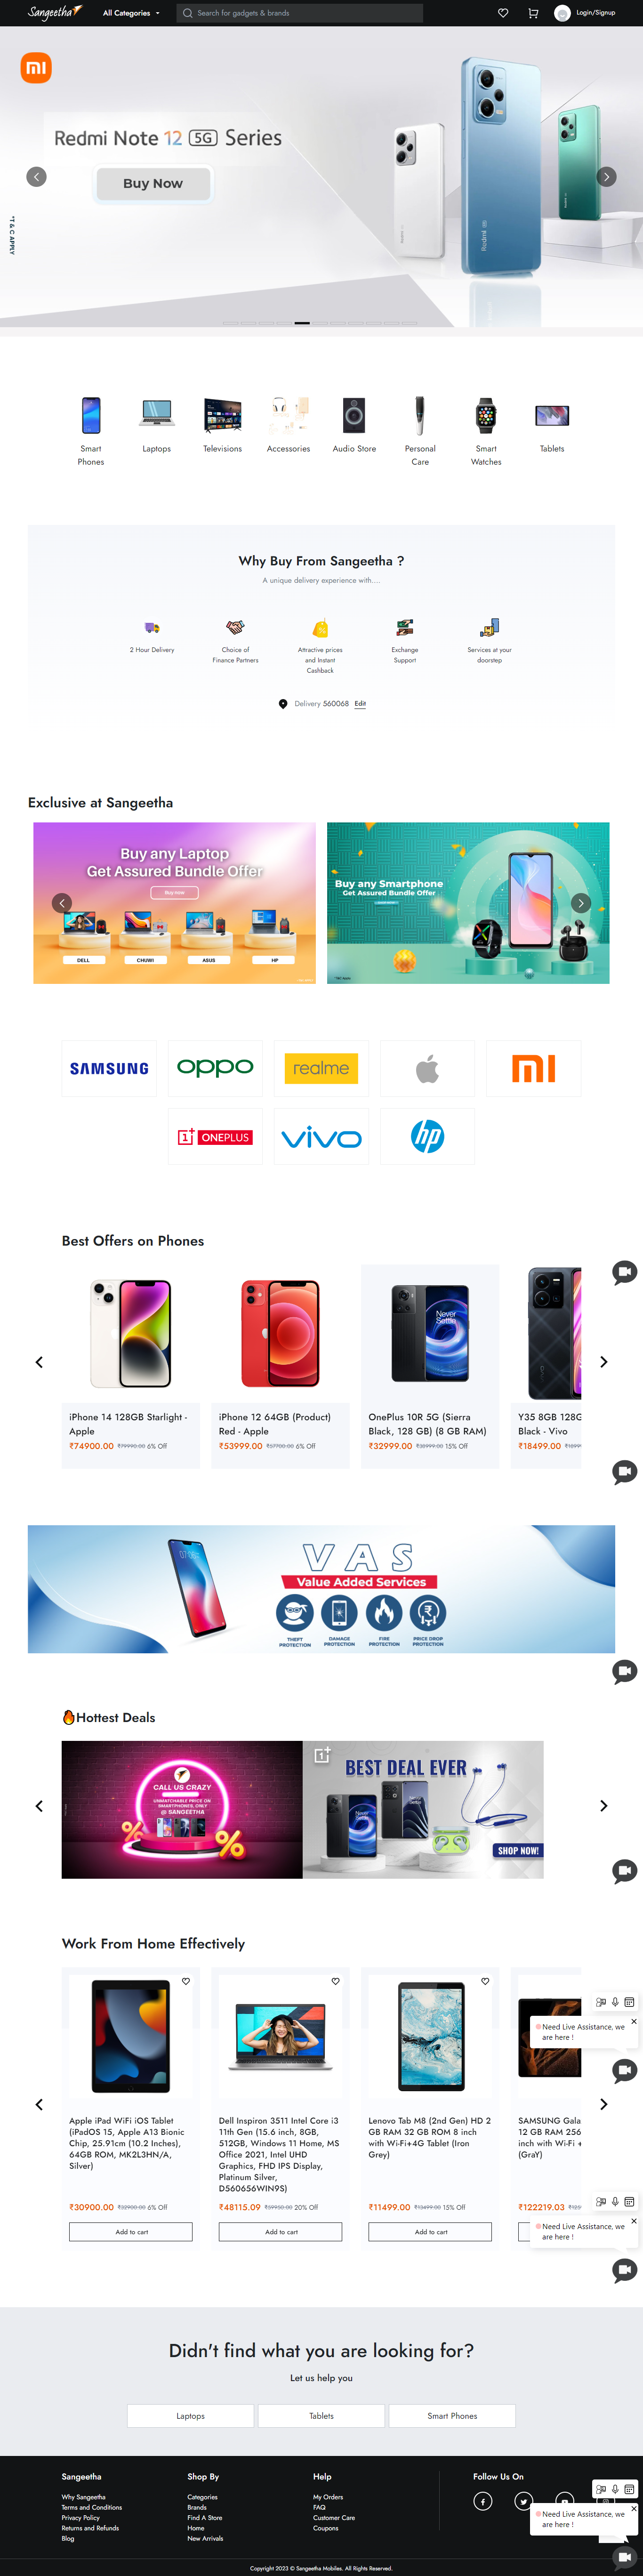 Sangeetha
All Categories
Search for gadgets & brands
Login/Signup
Redmi Note 12 5G Series
Buy Now
*T & C APPLY
Smart
Phones
Laptops
Televisions
Accessories
Audio Store
Personal
Care
Smart
Watches
Tablets
Why Buy From Sangeetha ?
A unique delivery experience with....
2 Hour Delivery
Choice of
Finance Partners
Attractive prices
and Instant
Cashback
Exchange
Support
Services at your
doorstep
Delivery 560068 Edit
Exclusive at Sangeetha
Buy any Laptop
Get Assured Bundle Offer
Buy now
DELL
CHUWI
ASUS
HP
Buy any Smartphone
Get Assured Bundle Offer
SAMSUNG
oppo
realme
mi
ONEPLUS
vivo
hp
Best Offers on Phones
iPhone 14 128GB Starlight -
Apple
₹74900.00 ₹79990.00 6% Off
iPhone 12 64GB (Product)
Red - Apple
₹53999.00 ₹57700.00 6% Off
Never
Settle
OnePlus 10R 5G (Sierra
Black, 128 GB) (8 GB RAM)
₹32999.00 ₹38999.00 15% Off
Y35 8GB 128G
Black - Vivo
₹18499.00
VAS
Value Added Services
THEFT
PROTECTION
DAMAGE
PROTECTION
FIRE
PROTECTION
PRICE DROP
PROTECTION
Hottest Deals
CALL US CRAZY
UNMATCHABLE PRICE ON
SMARTPHONES, ONLY
@ SANGEETHA
%
%
BEST DEAL EVER
SHOP NOW!
Work From Home Effectively
Apple iPad WiFi iOS Tablet
(iPadOS 15, Apple A13 Bionic
Chip, 25.91cm (10.2 Inches),
64GB ROM, MK2L3HN/A,
Silver)
₹30900.00 ₹32900.00 6% Off
Add to cart
Dell Inspiron 3511 Intel Core i3
11th Gen (15.6 inch, 8GB,
512GB, Windows 11 Home, MS
Office 2021, Intel UHD
Graphics, FHD IPS Display,
Platinum Silver,
D560656WIN9S)
₹48115.09 ₹59950.00 20% Off
Add to cart
Lenovo Tab M8 (2nd Gen) HD 2
GB RAM 32 GB ROM 8 inch
with Wi-Fi+4G Tablet (Iron
Grey)
₹11499.00 ₹13499.00 15% Off
Add to cart
SAMSUNG Gala
12 GB RAM 256
inch with Wi-Fi +
(GraY)
₹122219.03
Need Live Assistance, we
are here !
Need Live Assistance, we
are here !
Didn't find what you are looking for?
Let us help you
Laptops
Tablets
Smart Phones
Sangeetha
Why Sangeetha
Terms and Conditions
Privacy Policy
Returns and Refunds
Blog
Shop By
Categories
Brands
Find A Store
Home
New Arrivals
Help
My Orders
FAQ
Customer Care
Coupons
Follow Us On
Need Live Assistance, we
are here !
Copyright 2023 © Sangeetha Mobiles. All Rights Reserved.